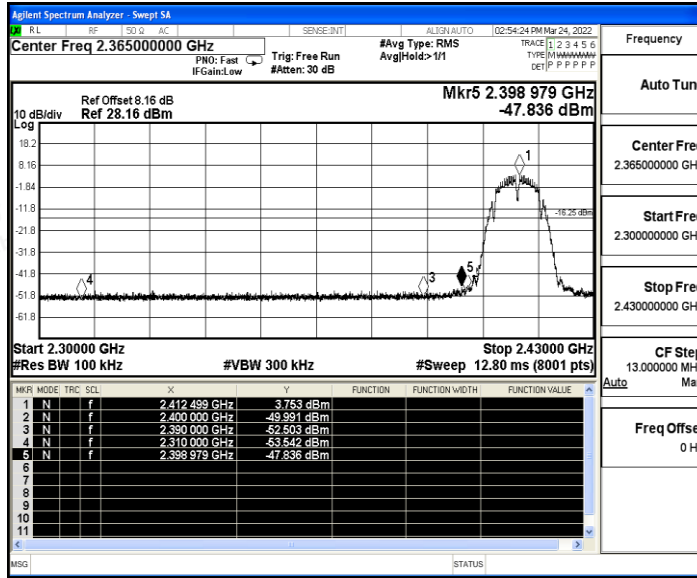 Agilent Spectrum Analyzer - Swept SA
RL RF 50 Ω AC SENSE:INT ALIGN AUTO 02:54:24 PM Mar 24, 2022
Center Freq 2.365000000 GHz #Avg Type: RMS TRACE 1 2 3 4 5 6
PNO: Fast Trig: Free Run Avg|Hold:>1/1 TYPE M
IFGain:Low #Atten: 30 dB DET P P P P P P
Mkr5 2.398 979 GHz
-47.836 dBm
Ref Offset 8.16 dB
10 dB/div Ref 28.16 dBm
Log
18.2
8.16
-1.84
-11.8
-21.8
-31.8
-41.8
-51.8
-61.8
1
-16.25 dBm
4
3
5
Start 2.30000 GHz Stop 2.43000 GHz
#Res BW 100 kHz #VBW 300 kHz #Sweep 12.80 ms (8001 pts)
MKR MODE TRC SCL X Y FUNCTION FUNCTION WIDTH FUNCTION VALUE
1 N f 2.412 499 GHz 3.753 dBm
2 N f 2.400 000 GHz -49.991 dBm
3 N f 2.390 000 GHz -52.503 dBm
4 N f 2.310 000 GHz -53.542 dBm
5 N f 2.398 979 GHz -47.836 dBm
6
7
8
9
10
11
MSG STATUS
Frequency
Auto Tun
Center Fre
2.365000000 GH
Start Fre
2.300000000 GH
Stop Fre
2.430000000 GH
CF Step
13.000000 MH
Auto Ma
Freq Offse
0 H